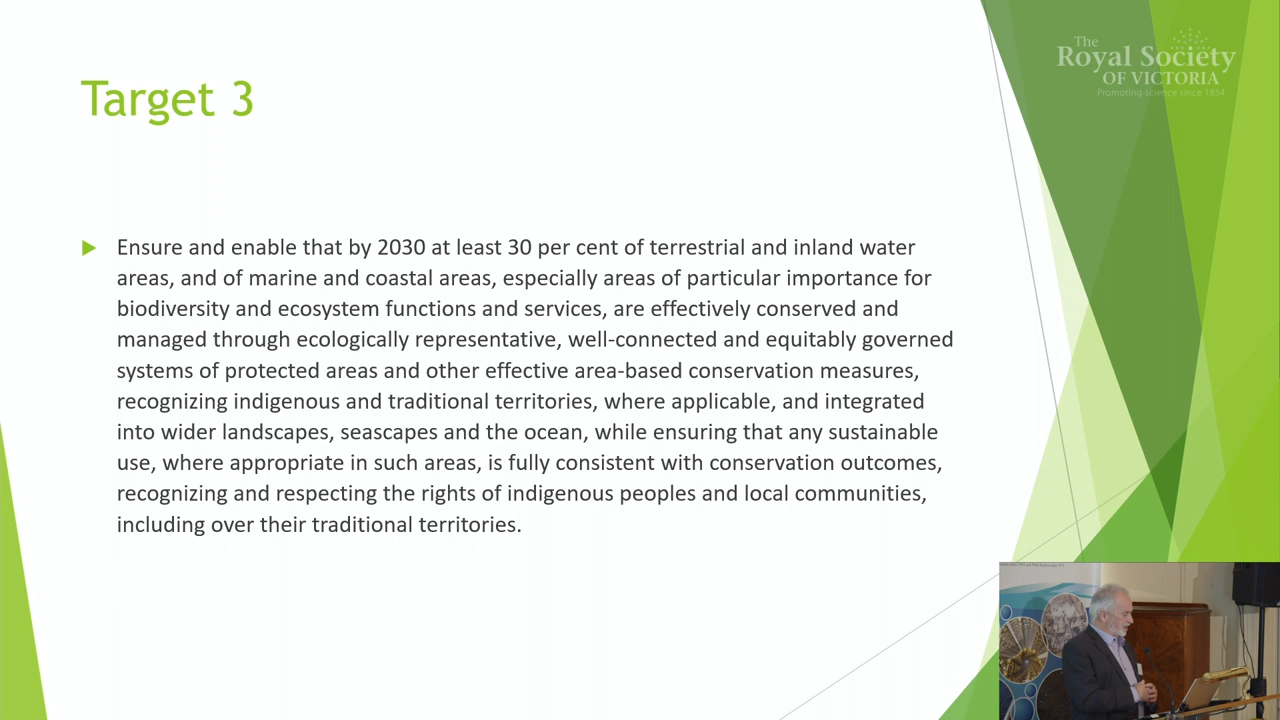 The
Royal Society
OF VICTORIA
Promoting science since 1854
Target 3
Ensure and enable that by 2030 at least 30 per cent of terrestrial and inland water
areas, and of marine and coastal areas, especially areas of particular importance for
biodiversity and ecosystem functions and services, are effectively conserved and
managed through ecologically representative, well-connected and equitably governed
systems of protected areas and other effective area-based conservation measures,
recognizing indigenous and traditional territories, where applicable, and integrated
into wider landscapes, seascapes and the ocean, while ensuring that any sustainable
use, where appropriate in such areas, is fully consistent with conservation outcomes,
recognizing and respecting the rights of indigenous peoples and local communities,
including over their traditional territories.